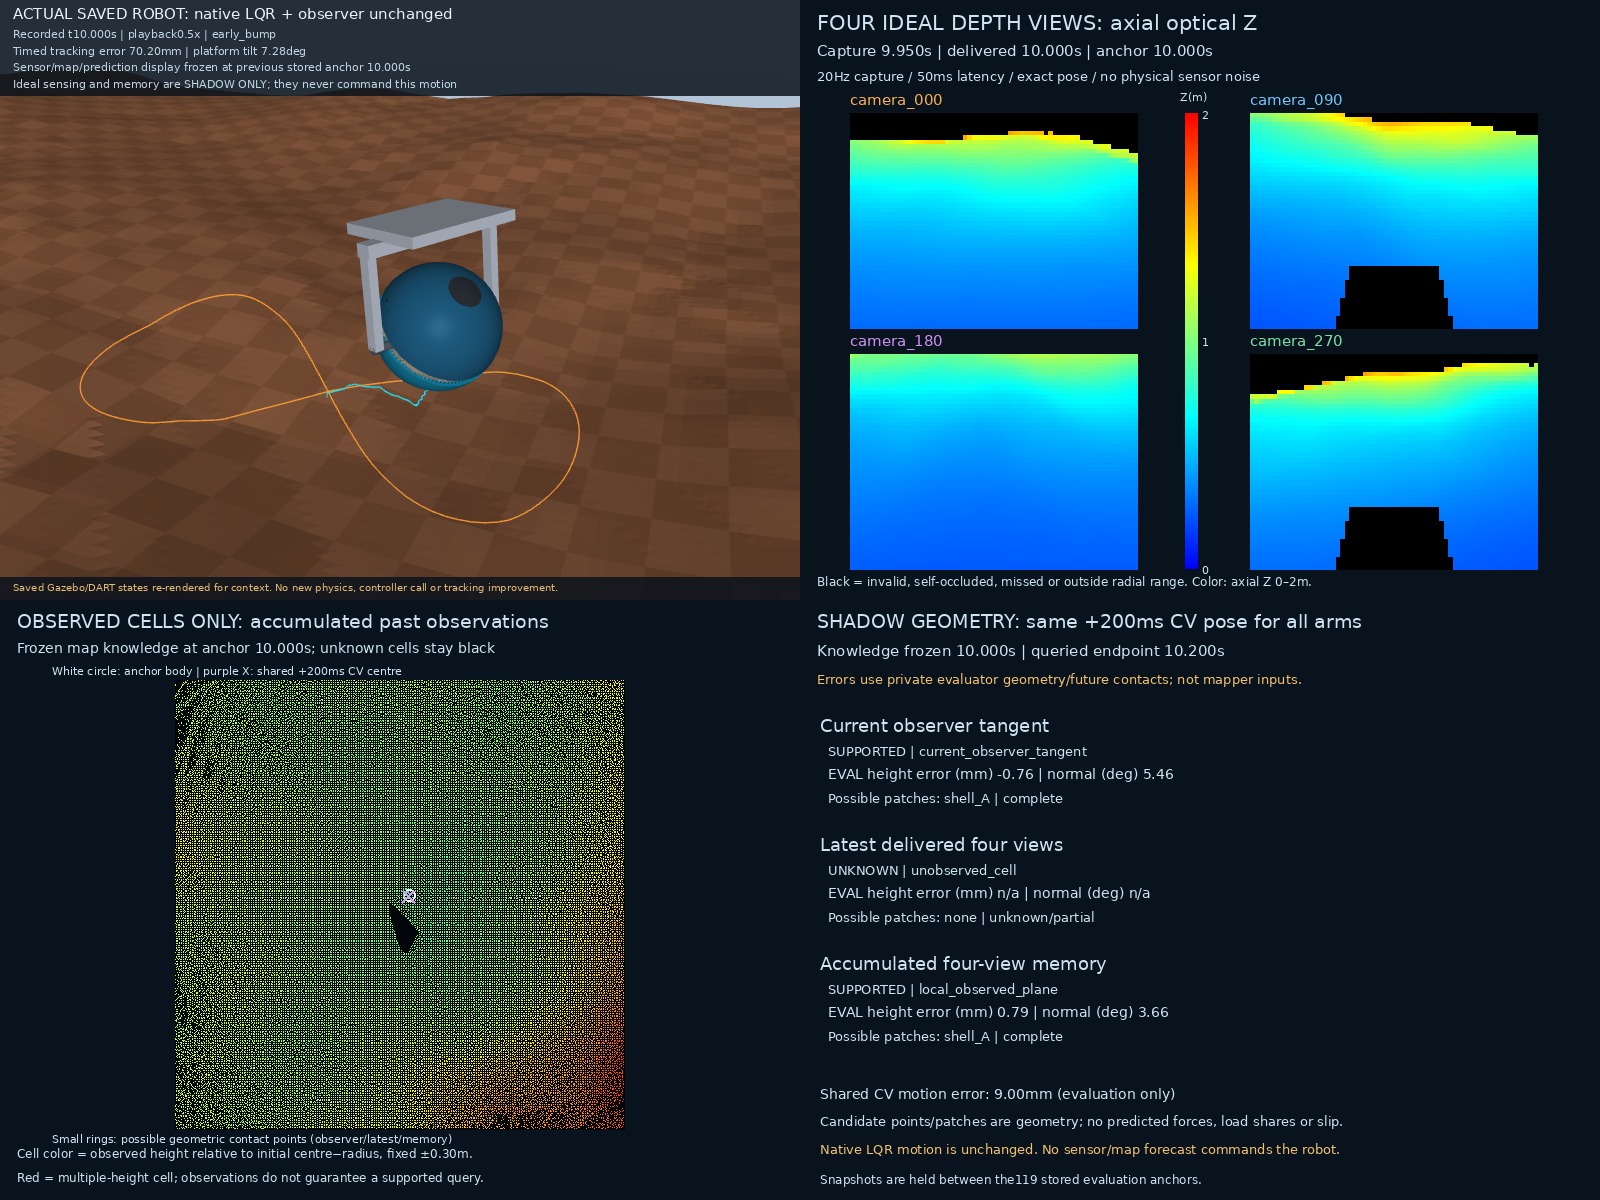 ACTUAL SAVED ROBOT: native LQR + observer unchanged
Recorded t10.000s | playback0.5x | early_bump
Timed tracking error 70.20mm | platform tilt 7.28deg
Sensor/map/prediction display frozen at previous stored anchor 10.000s
Ideal sensing and memory are SHADOW ONLY; they never command this motion
Saved Gazebo/DART states re-rendered for context. No new physics, controller call or tracking improvement.
FOUR IDEAL DEPTH VIEWS: axial optical Z
Capture 9.950s | delivered 10.000s | anchor 10.000s
20Hz capture / 50ms latency / exact pose / no physical sensor noise
camera_000
Z(m)
camera_090
2
camera_180
1
camera_270
0
Black = invalid, self-occluded, missed or outside radial range. Color: axial Z 0–2m.
OBSERVED CELLS ONLY: accumulated past observations
Frozen map knowledge at anchor 10.000s; unknown cells stay black
White circle: anchor body | purple X: shared +200ms CV centre
Small rings: possible geometric contact points (observer/latest/memory)
Cell color = observed height relative to initial centre−radius, fixed ±0.30m.
Red = multiple-height cell; observations do not guarantee a supported query.
SHADOW GEOMETRY: same +200ms CV pose for all arms
Knowledge frozen 10.000s | queried endpoint 10.200s
Errors use private evaluator geometry/future contacts; not mapper inputs.
Current observer tangent
SUPPORTED | current_observer_tangent
EVAL height error (mm) -0.76 | normal (deg) 5.46
Possible patches: shell_A | complete
Latest delivered four views
UNKNOWN | unobserved_cell
EVAL height error (mm) n/a | normal (deg) n/a
Possible patches: none | unknown/partial
Accumulated four-view memory
SUPPORTED | local_observed_plane
EVAL height error (mm) 0.79 | normal (deg) 3.66
Possible patches: shell_A | complete
Shared CV motion error: 9.00mm (evaluation only)
Candidate points/patches are geometry; no predicted forces, load shares or slip.
Native LQR motion is unchanged. No sensor/map forecast commands the robot.
Snapshots are held between the119 stored evaluation anchors.